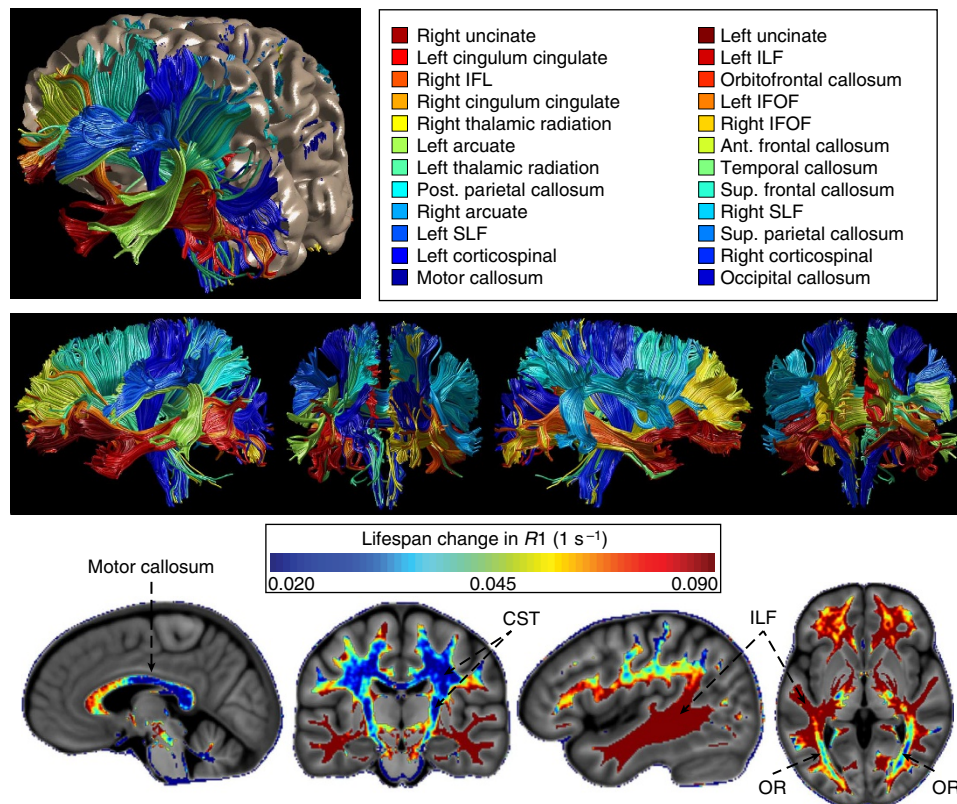 Right uncinate
Left cingulum cingulate
Right IFL
Right cingulum cingulate
Right thalamic radiation
Left arcuate
Left thalamic radiation
Post. parietal callosum
Right arcuate
Left SLF
Left corticospinal
Motor callosum
Left uncinate
Left ILF
Orbitofrontal callosum
Left IFOF
Right IFOF
Ant. frontal callosum
Temporal callosum
Sup. frontal callosum
Right SLF
Sup. parietal callosum
Right corticospinal
Occipital callosum
Lifespan change in R1 (1 s⁻¹)
0.020 0.045 0.090
Motor callosum
CST
ILF
OR OR